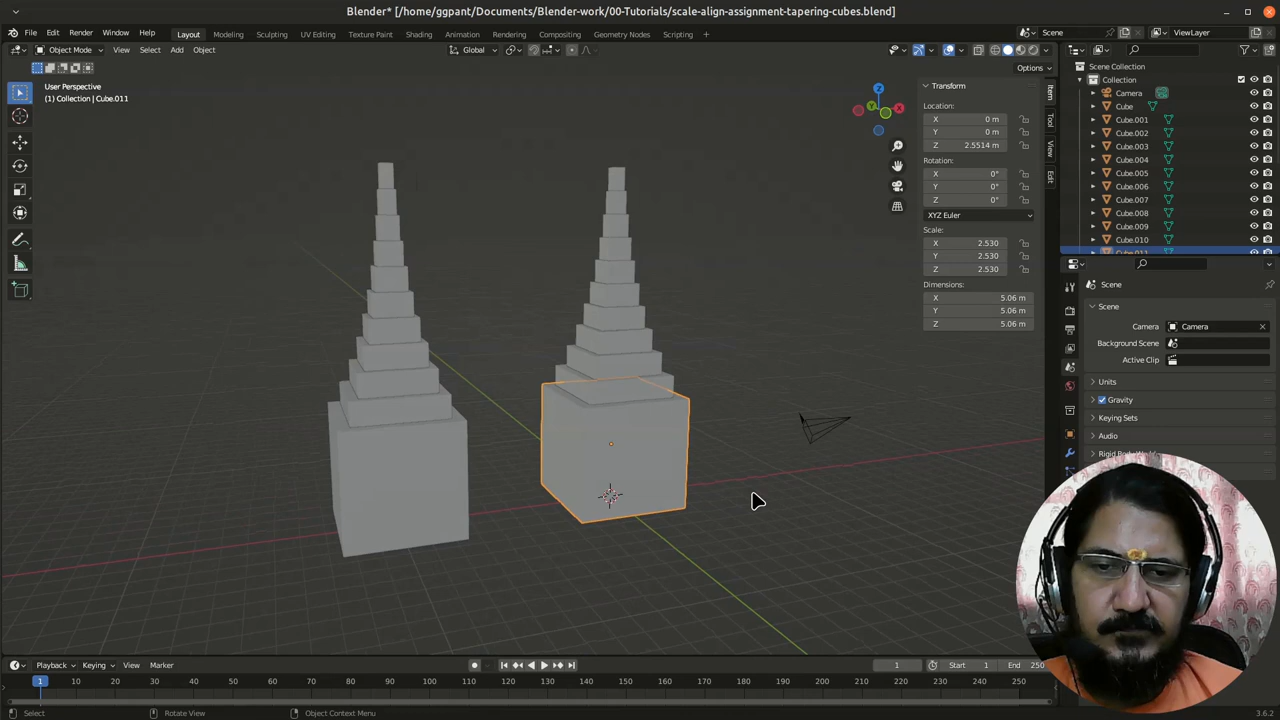 Blender* [/home/ggpant/Documents/Blender-work/00-Tutorials/scale-align-assignment-tapering-cubes.blend]
File Edit Render Window Help Layout Modeling Sculpting UV Editing Texture Paint Shading Animation Rendering Compositing Geometry Nodes Scripting + Scene ViewLayer
Object Mode View Select Add Object Global
Options
User Perspective
(1) Collection | Cube.011
Transform
Location:
X 0 m
Y 0 m
Z 2.5514 m
Rotation:
X 0°
Y 0°
Z 0°
XYZ Euler
Scale:
X 2.530
Y 2.530
Z 2.530
Dimensions:
X 5.06 m
Y 5.06 m
Z 5.06 m
Item
Tool
View
Edit
Z
Y
X
Scene Collection
Collection
Camera
Cube
Cube.001
Cube.002
Cube.003
Cube.004
Cube.005
Cube.006
Cube.007
Cube.008
Cube.009
Cube.010
Scene
Scene
Camera Camera
Background Scene
Active Clip
Units
Gravity
Keying Sets
Audio
Playback Keying View Marker 1 Start 1 End 250
1 10 20 30 40 50 60 70 80 90 100 110 120 130 140 150 160 170 180 190 200 210 220 230 240 250
Select Rotate View Object Context Menu 3.6.2